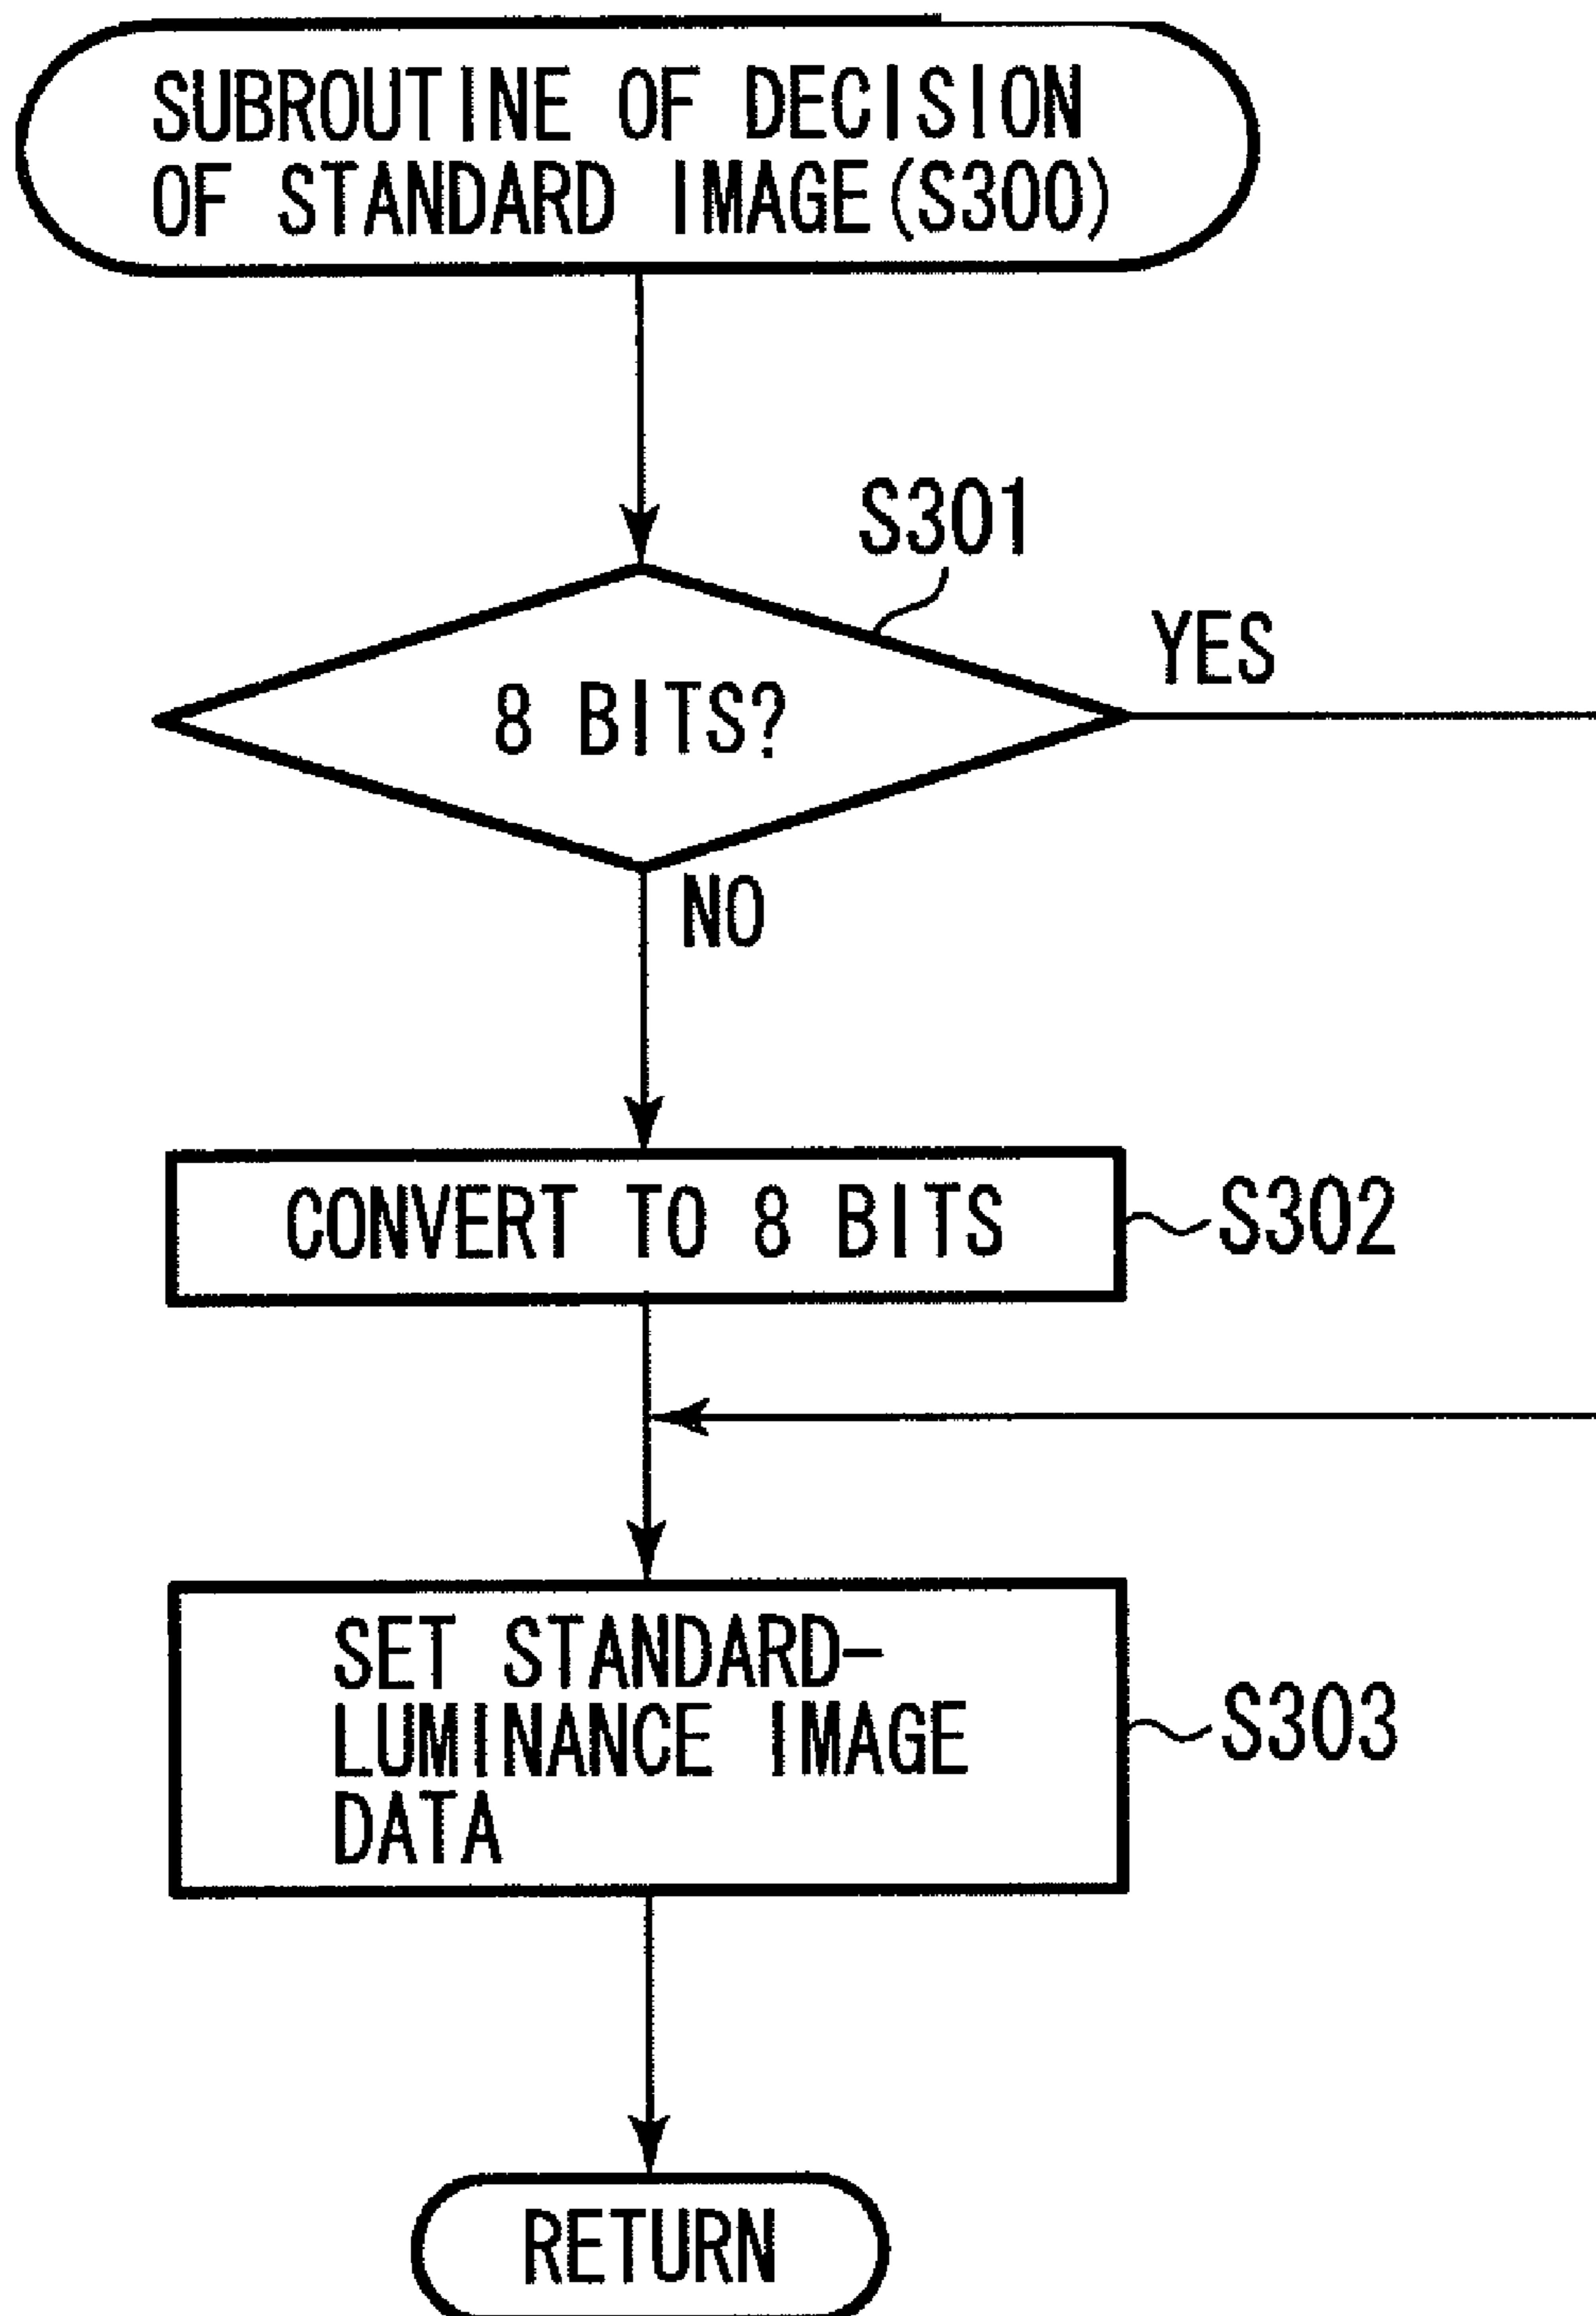 SUBROUTINE OF DECISION
OF STANDARD IMAGE(S300)
S301
YES
8 BITS?
NO
CONVERT TO 8 BITS
S302
SET STANDARD-
LUMINANCE IMAGE
DATA
S303
RETURN